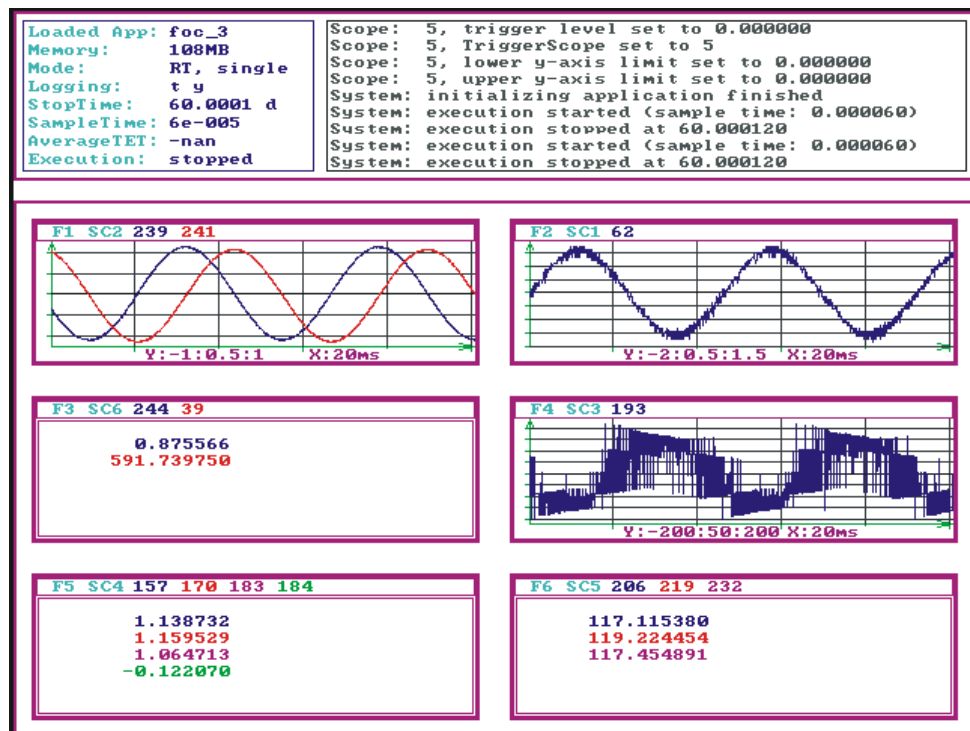 Loaded App: foc_3
Memory: 108MB
Mode: RT, single
Logging: t y
StopTime: 60.0001 d
SampleTime: 6e-005
AverageTET: -nan
Execution: stopped
Scope: 5, trigger level set to 0.000000
Scope: 5, TriggerScope set to 5
Scope: 5, lower y-axis limit set to 0.000000
Scope: 5, upper y-axis limit set to 0.000000
System: initializing application finished
System: execution started (sample time: 0.000060)
System: execution stopped at 60.000120
System: execution started (sample time: 0.000060)
System: execution stopped at 60.000120
F1 SC2 239 241
Y:-1:0.5:1 X:20ms
F2 SC1 62
Y:-2:0.5:1.5 X:20ms
F3 SC6 244 39
0.875566
591.739750
F4 SC3 193
Y:-200:50:200 X:20ms
F5 SC4 157 170 183 184
1.138732
1.159529
1.064713
-0.122070
F6 SC5 206 219 232
117.115380
119.224454
117.454891